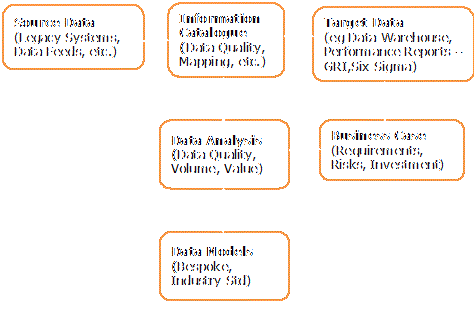 Source Data
(Legacy Systems,
Data Feeds, etc.)
Information
Catalogue
(Data Quality,
Mapping, etc.)
Target Data
(eg Data Warehouse,
Performance Reports --
GRI,Six Sigma)
Data Analysis
(Data Quality,
Volume, Value)
Business Case
(Requirements,
Risks, Investment)
Data Models
(Bespoke,
Industry Std)